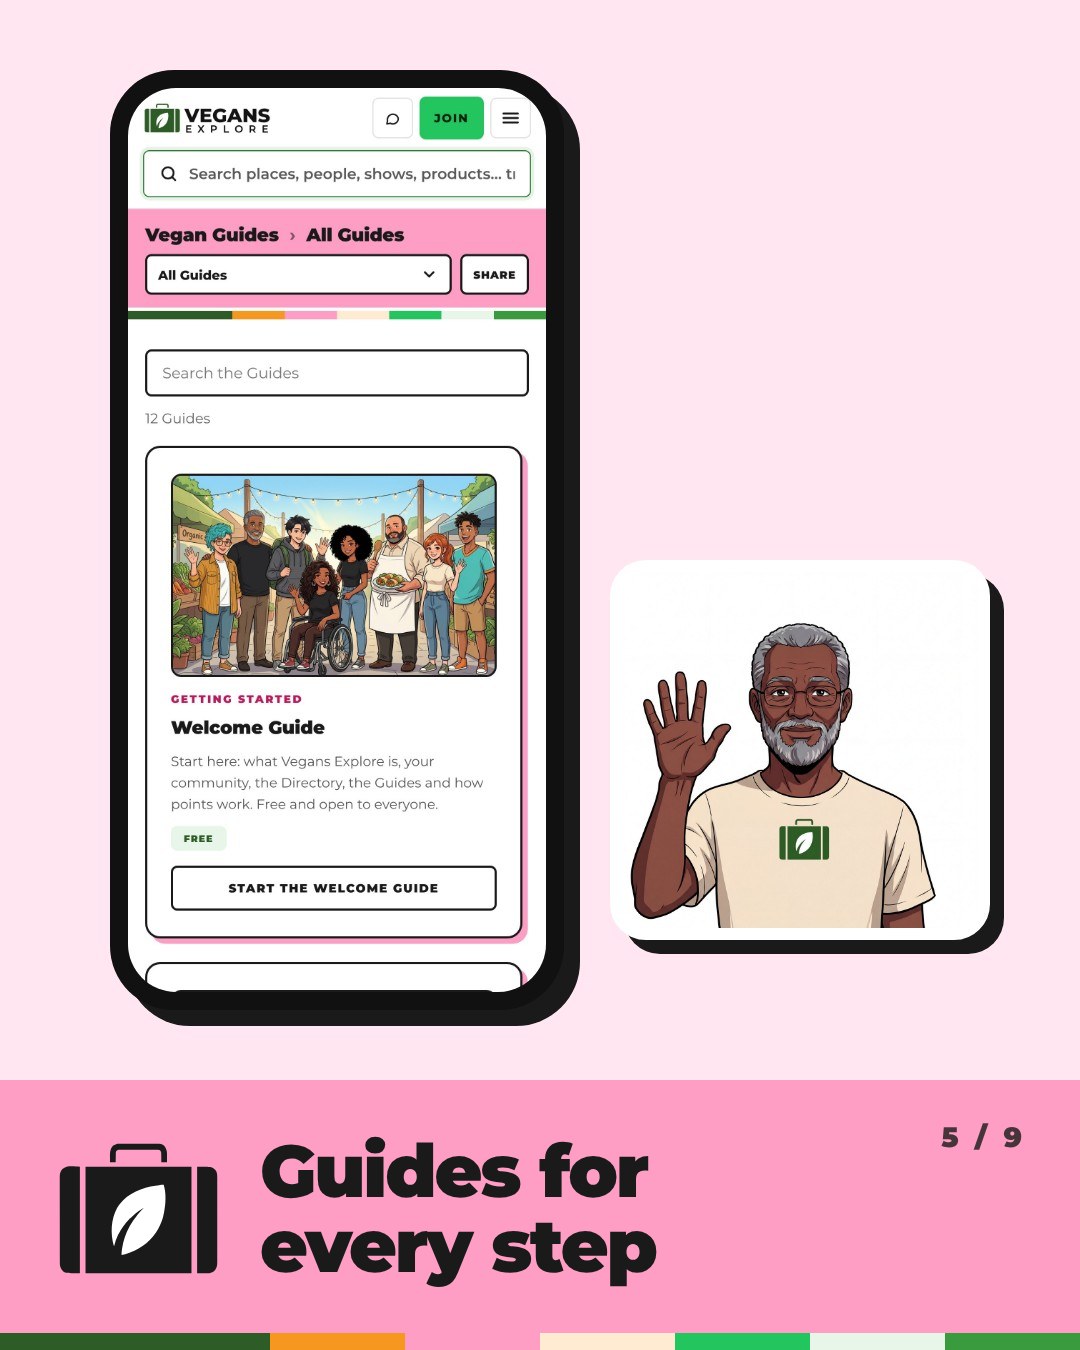 VEGANS
EXPLORE
JOIN
Search places, people, shows, products...
Vegan Guides › All Guides
All Guides
SHARE
Search the Guides
12 Guides
Organic
GETTING STARTED
Welcome Guide
Start here: what Vegans Explore is, your
community, the Directory, the Guides and how
points work. Free and open to everyone.
FREE
START THE WELCOME GUIDE
5 / 9
Guides for
every step